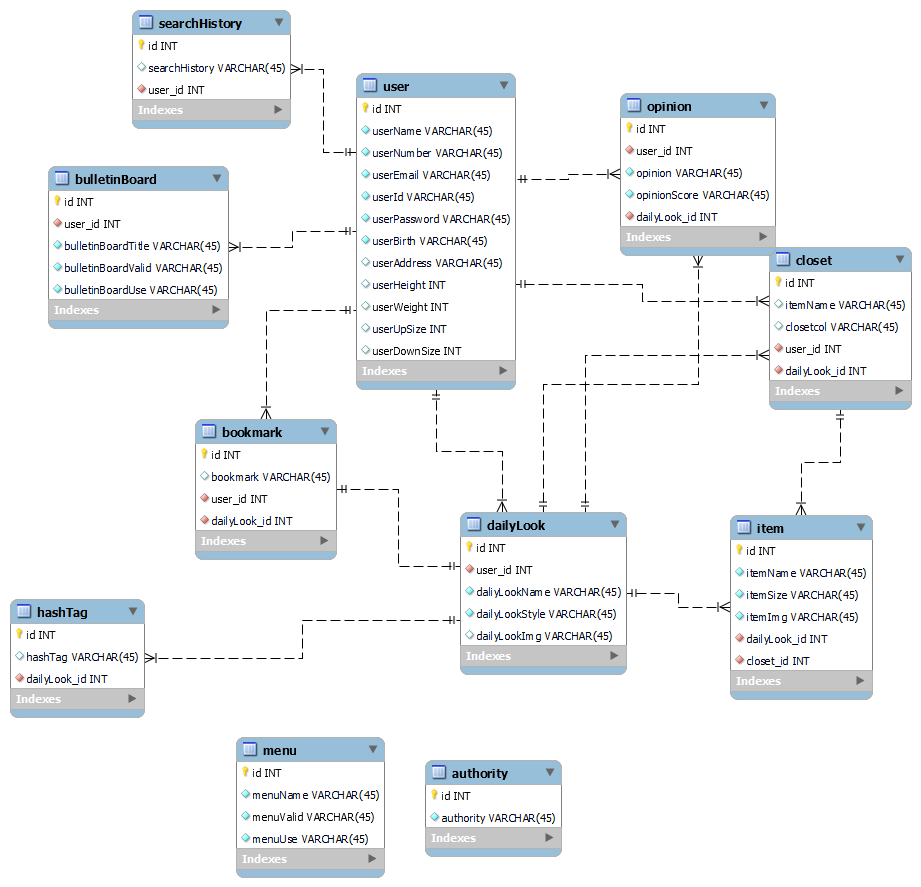 searchHistory
id INT
searchHistory VARCHAR(45)
user_id INT
Indexes
user
id INT
userName VARCHAR(45)
userNumber VARCHAR(45)
userEmail VARCHAR(45)
userId VARCHAR(45)
userPassword VARCHAR(45)
userBirth VARCHAR(45)
userAddress VARCHAR(45)
userHeight INT
userWeight INT
userUpSize INT
userDownSize INT
Indexes
opinion
id INT
user_id INT
opinion VARCHAR(45)
opinionScore VARCHAR(45)
dailyLook_id INT
Indexes
bulletinBoard
id INT
user_id INT
bulletinBoardTitle VARCHAR(45)
bulletinBoardValid VARCHAR(45)
bulletinBoardUse VARCHAR(45)
Indexes
closet
id INT
itemName VARCHAR(45)
closetcol VARCHAR(45)
user_id INT
dailyLook_id INT
Indexes
bookmark
id INT
bookmark VARCHAR(45)
user_id INT
dailyLook_id INT
Indexes
dailyLook
id INT
user_id INT
daliyLookName VARCHAR(45)
dailyLookStyle VARCHAR(45)
dailyLookImg VARCHAR(45)
Indexes
item
id INT
itemName VARCHAR(45)
itemSize VARCHAR(45)
itemImg VARCHAR(45)
dailyLook_id INT
closet_id INT
Indexes
hashTag
id INT
hashTag VARCHAR(45)
dailyLook_id INT
Indexes
menu
id INT
menuName VARCHAR(45)
menuValid VARCHAR(45)
menuUse VARCHAR(45)
Indexes
authority
id INT
authority VARCHAR(45)
Indexes